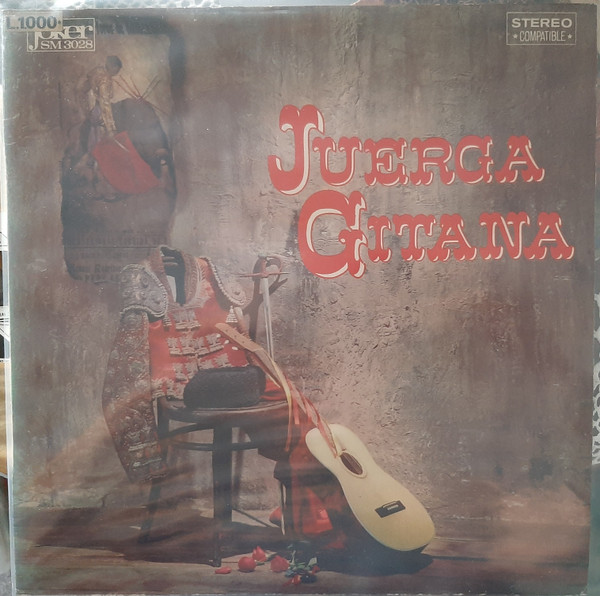 L.1000.
Joker
SM 3028
STEREO
• COMPATIBLE •
JUERGA
GITANA